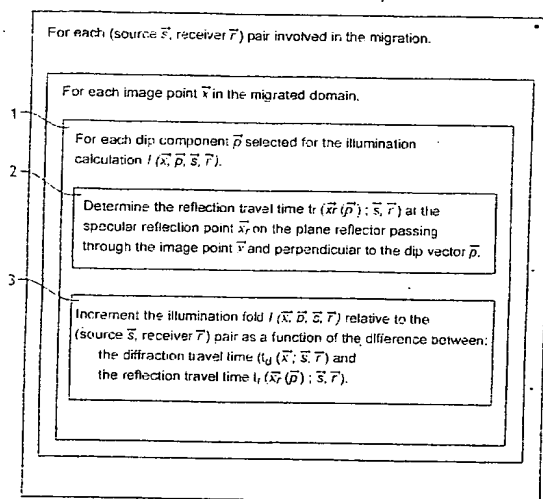 For each (source s⃗, receiver r⃗) pair involved in the migration.
For each image point x⃗ in the migrated domain.
1
For each dip component p⃗ selected for the illumination
calculation I (x⃗, p⃗, s⃗, r⃗).
2
Determine the reflection travel time tr (x⃗r (p⃗) ; s⃗, r⃗) at the
specular reflection point x⃗r on the plane reflector passing
through the image point x⃗ and perpendicular to the dip vector p⃗.
3
Increment the illumination fold I (x⃗, p⃗, s⃗, r⃗) relative to the
(source s⃗, receiver r⃗) pair as a function of the difference between:
the diffraction travel time (td (x⃗ ; s⃗, r⃗) and
the reflection travel time tr (x⃗r (p⃗) ; s⃗, r⃗).